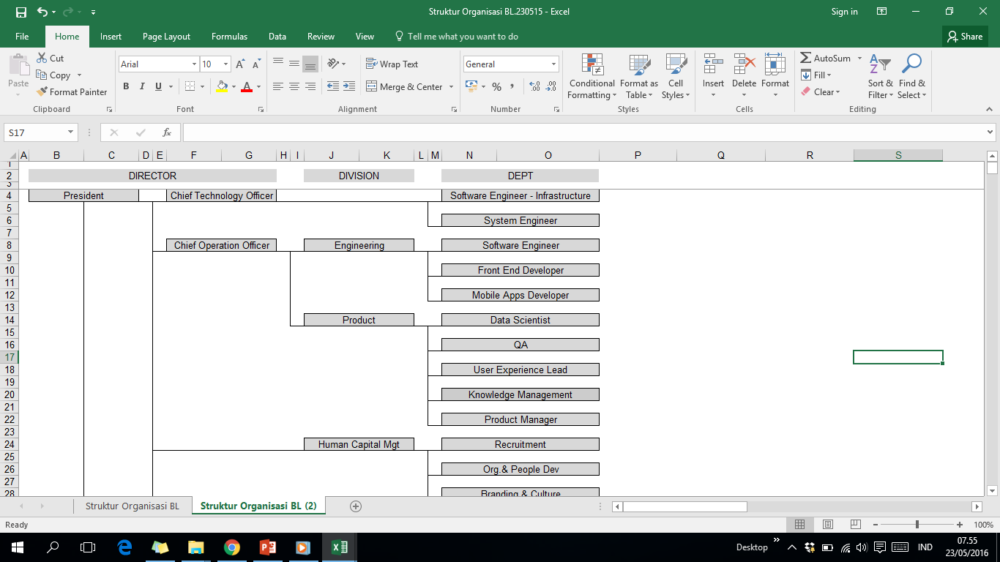 Struktur Organisasi BL.230515 - Excel
Sign in
File Home Insert Page Layout Formulas Data Review View Tell me what you want to do Share
Paste
Cut
Copy
Format Painter
Clipboard
Arial 10
B I U
Font
Wrap Text
Merge & Center
Alignment
General
Number
Conditional Formatting
Format as Table
Cell Styles
Styles
Insert Delete Format
Cells
AutoSum
Fill
Clear
Sort & Filter
Find & Select
Editing
S17
fx
A B C D E F G H I J K L M N O P Q R S
1
2 DIRECTOR DIVISION DEPT
3
4 President Chief Technology Officer Software Engineer - Infrastructure
5
6 System Engineer
7
8 Chief Operation Officer Engineering Software Engineer
9
10 Front End Developer
11
12 Mobile Apps Developer
13
14 Product Data Scientist
15
16 QA
17
18 User Experience Lead
19
20 Knowledge Management
21
22 Product Manager
23
24 Human Capital Mgt Recruitment
25
26 Org.& People Dev
27
28 Branding & Culture
Struktur Organisasi BL Struktur Organisasi BL (2)
Ready 100%
Desktop IND 07.55
23/05/2016